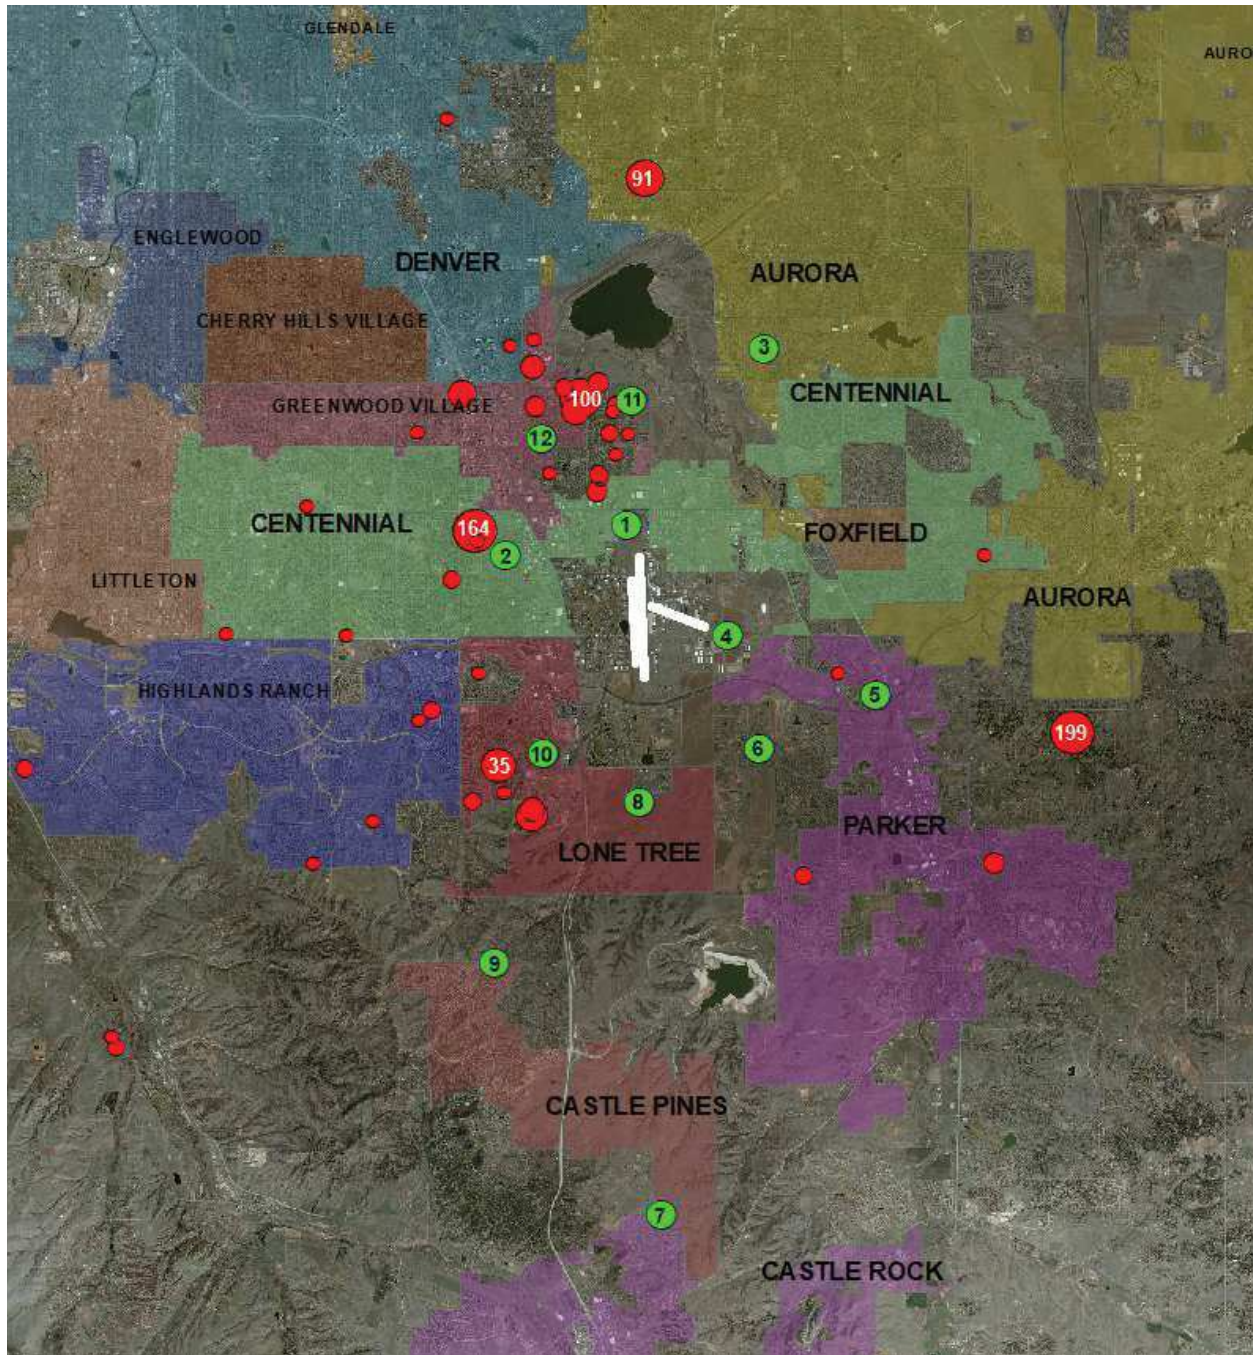 GLENDALE
AURO
91
ENGLEWOOD
DENVER
AURORA
CHERRY HILLS VILLAGE
3
CENTENNIAL
GREENWOOD VILLAGE
100
11
12
CENTENNIAL
164
1
FOXFIELD
2
LITTLETON
AURORA
4
HIGHLANDS RANCH
5
199
6
10
35
8
PARKER
LONE TREE
9
CASTLE PINES
7
CASTLE ROCK